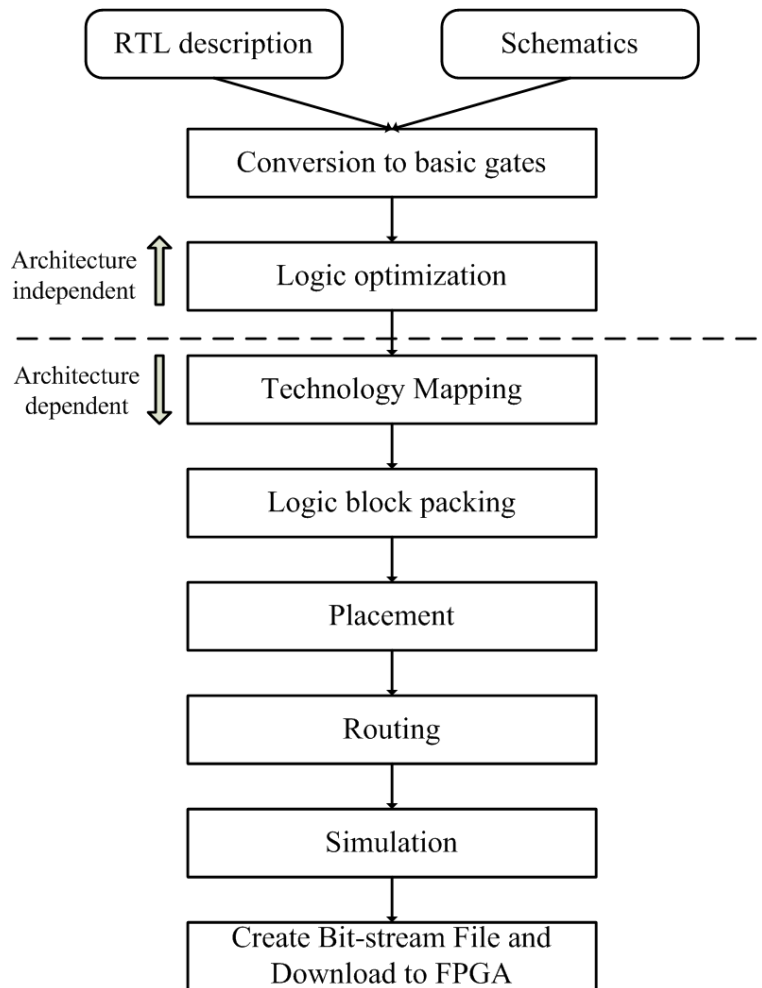 RTL description
Schematics
Conversion to basic gates
Architecture
independent
Logic optimization
Architecture
dependent
Technology Mapping
Logic block packing
Placement
Routing
Simulation
Create Bit-stream File and
Download to FPGA